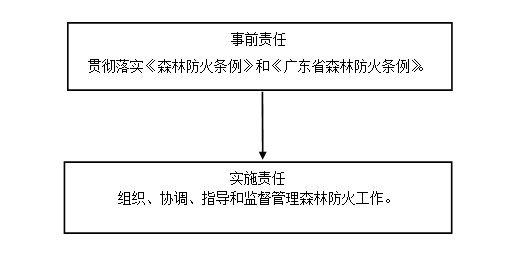 事前责任
贯彻落实《森林防火条例》和《广东省森林防火条例》。
实施责任
组织、协调、指导和监督管理森林防火工作。